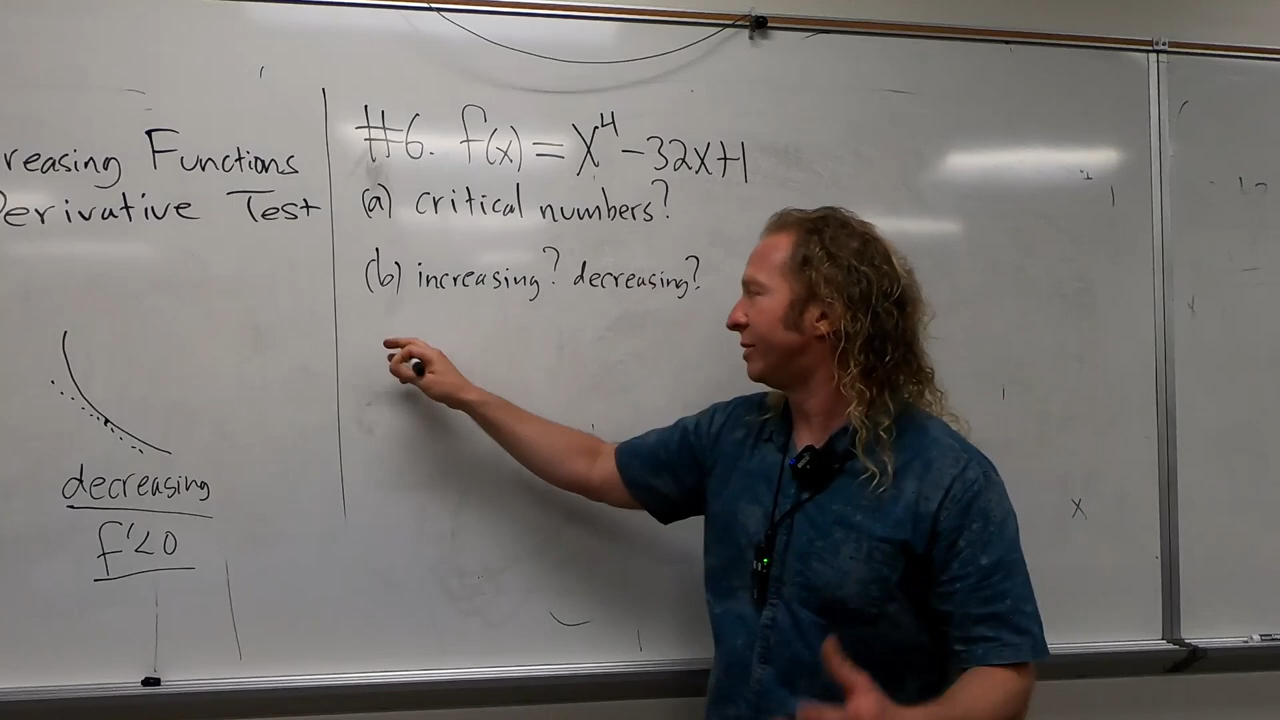 reasing Functions
erivative Test
decreasing
f'<0
#6. f(x) = x⁴-32x+1
(a) critical numbers?
(b) increasing? decreasing?
x